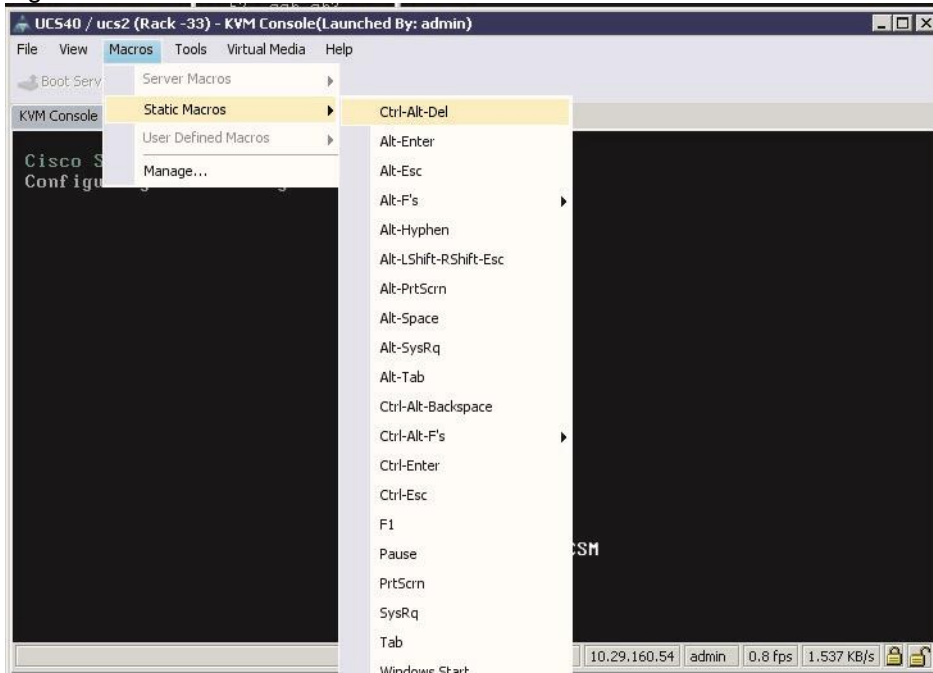 UCS40 / ucs2 (Rack -33) - KVM Console(Launched By: admin)
File View Macros Tools Virtual Media Help
Boot Serv
Server Macros
Static Macros
User Defined Macros
Manage...
KVM Console
Cisco S
Configu
Ctrl-Alt-Del
Alt-Enter
Alt-Esc
Alt-F's
Alt-Hyphen
Alt-LShift-RShift-Esc
Alt-PrtScrn
Alt-Space
Alt-SysRq
Alt-Tab
Ctrl-Alt-Backspace
Ctrl-Alt-F's
Ctrl-Enter
Ctrl-Esc
F1
Pause
PrtScrn
SysRq
Tab
Windows Start
CSM
10.29.160.54 admin 0.8 fps 1.537 KB/s